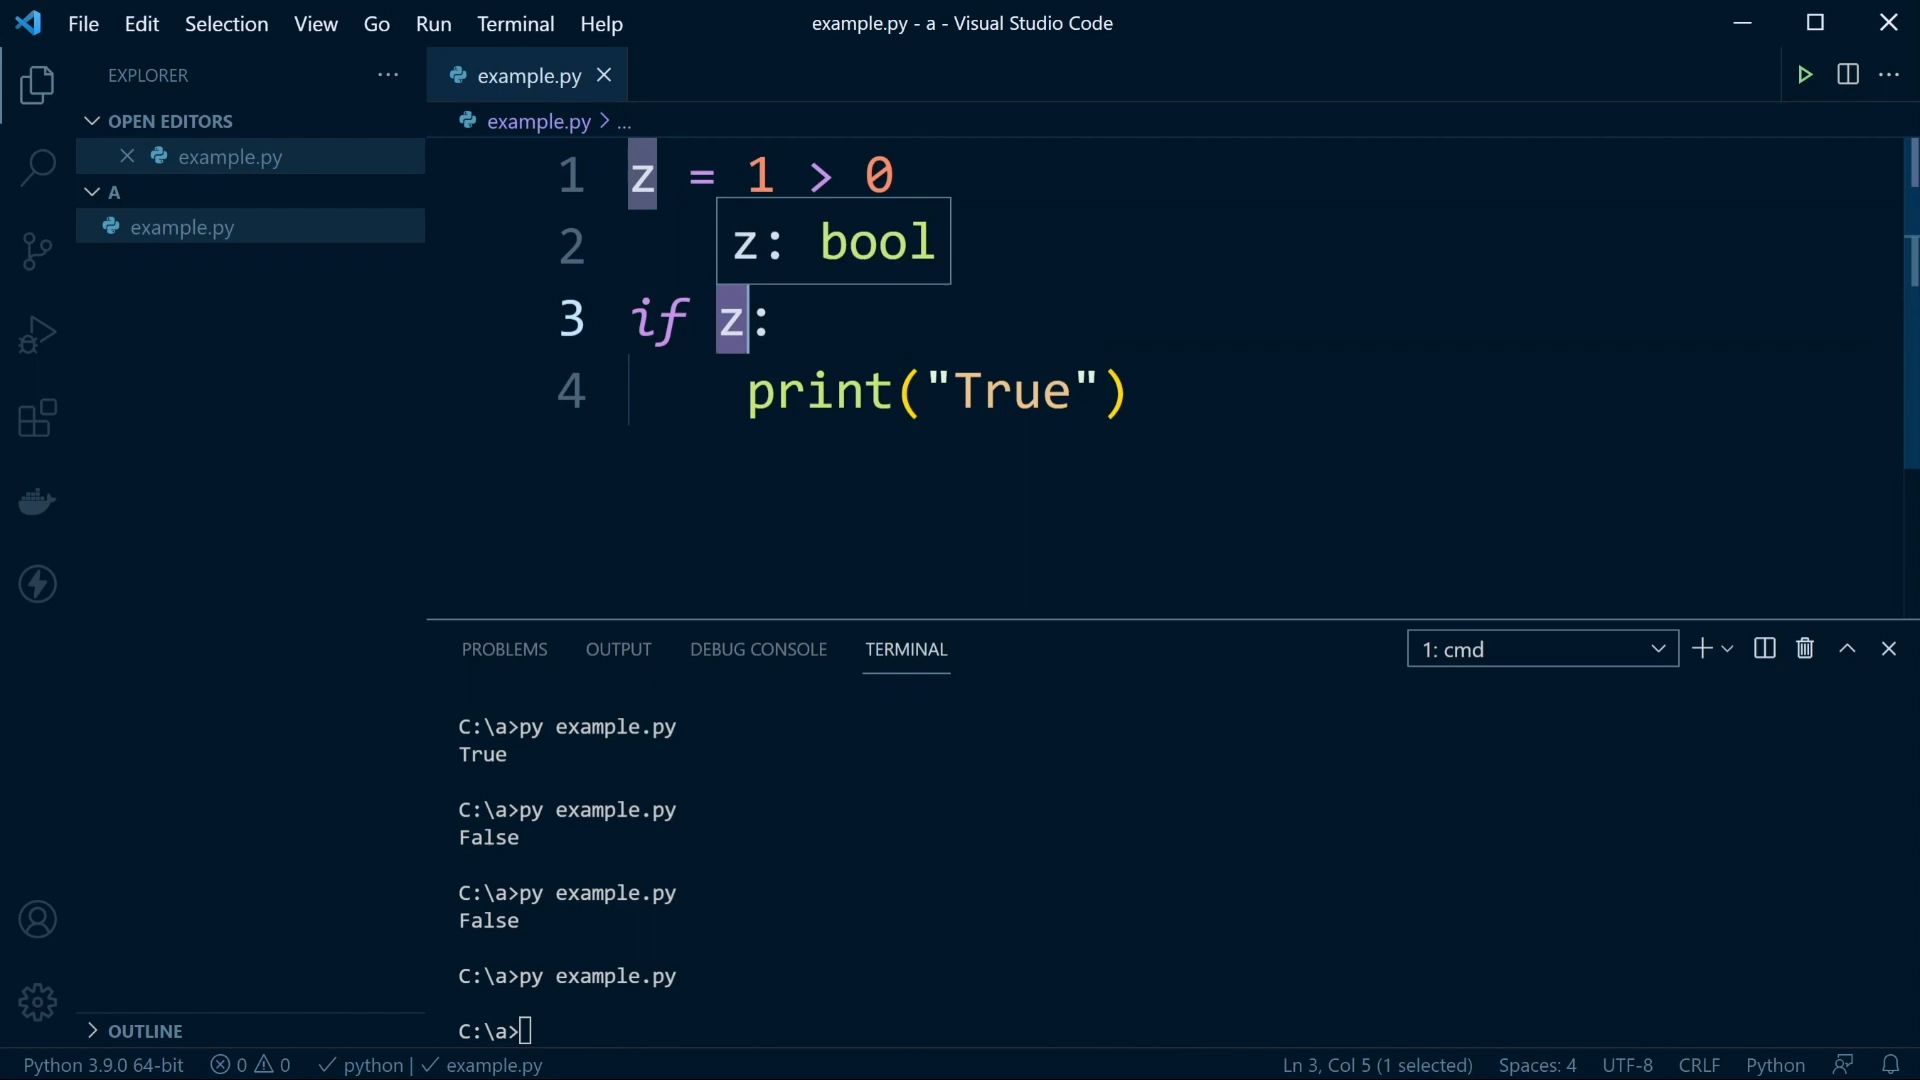 File Edit Selection View Go Run Terminal Help
example.py - a - Visual Studio Code
EXPLORER
OPEN EDITORS
example.py
A
example.py
OUTLINE
example.py
example.py > ...
1 z = 1 > 0
2
z: bool
3 if z:
4 print("True")
PROBLEMS OUTPUT DEBUG CONSOLE TERMINAL
1: cmd
C:\a>py example.py
True
C:\a>py example.py
False
C:\a>py example.py
False
C:\a>py example.py
C:\a>
Python 3.9.0 64-bit 0 0 python | example.py
Ln 3, Col 5 (1 selected) Spaces: 4 UTF-8 CRLF Python